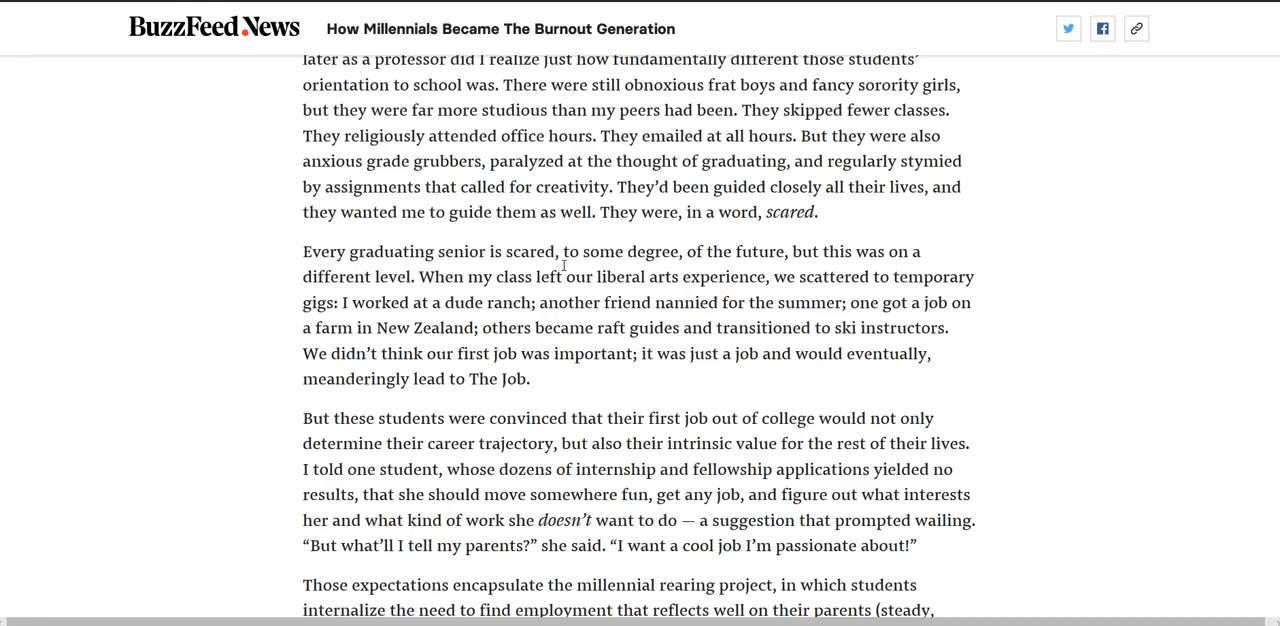 BuzzFeed News
How Millennials Became The Burnout Generation
later as a professor did I realize just how fundamentally different those students’
orientation to school was. There were still obnoxious frat boys and fancy sorority girls,
but they were far more studious than my peers had been. They skipped fewer classes.
They religiously attended office hours. They emailed at all hours. But they were also
anxious grade grubbers, paralyzed at the thought of graduating, and regularly stymied
by assignments that called for creativity. They’d been guided closely all their lives, and
they wanted me to guide them as well. They were, in a word, scared.
Every graduating senior is scared, to some degree, of the future, but this was on a
different level. When my class left our liberal arts experience, we scattered to temporary
gigs: I worked at a dude ranch; another friend nannied for the summer; one got a job on
a farm in New Zealand; others became raft guides and transitioned to ski instructors.
We didn’t think our first job was important; it was just a job and would eventually,
meanderingly lead to The Job.
But these students were convinced that their first job out of college would not only
determine their career trajectory, but also their intrinsic value for the rest of their lives.
I told one student, whose dozens of internship and fellowship applications yielded no
results, that she should move somewhere fun, get any job, and figure out what interests
her and what kind of work she doesn’t want to do — a suggestion that prompted wailing.
“But what’ll I tell my parents?” she said. “I want a cool job I’m passionate about!”
Those expectations encapsulate the millennial rearing project, in which students
internalize the need to find employment that reflects well on their parents (steady,